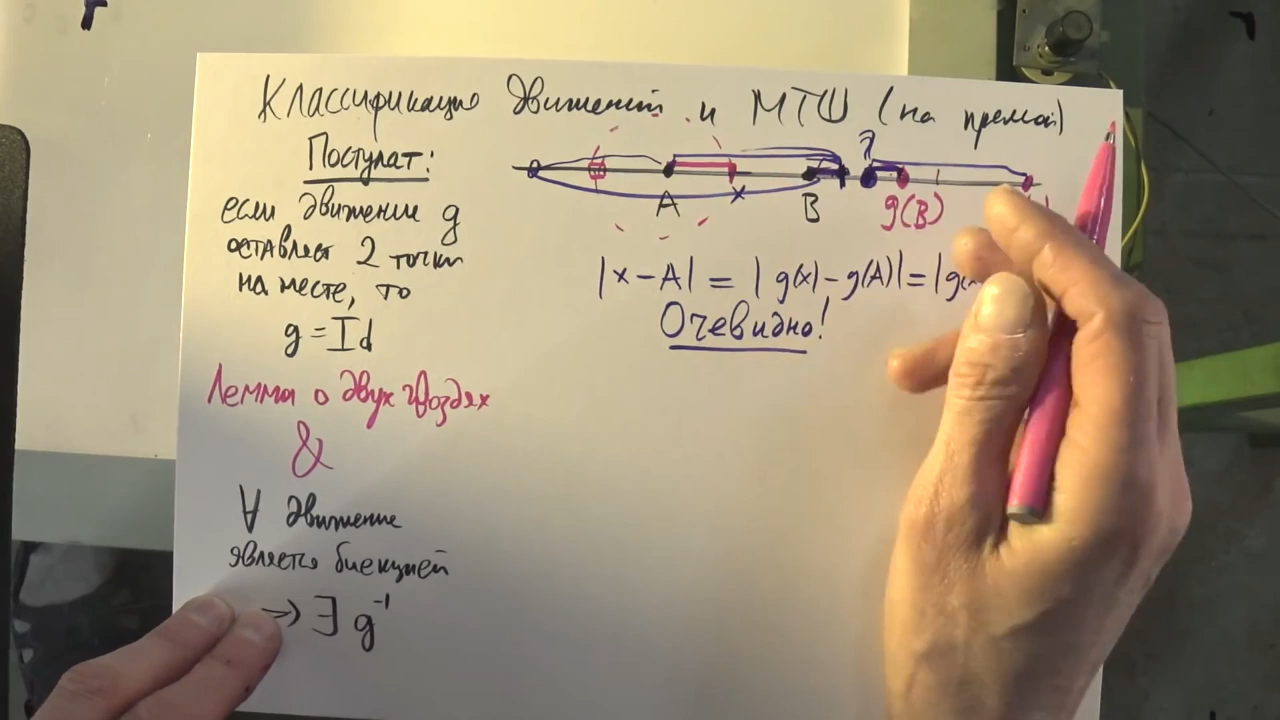 Классификация движений и МТШ (на прямой)
Постулат:
если движение g
оставляет 2 точки
на месте, то
g = Id
Лемма о двух гвоздях
&
∀ движение
является биекцией
⇒ ∃ g⁻¹
?
A x B g(B)
|x-A| = |g(x)-g(A)| = |g(
Очевидно!